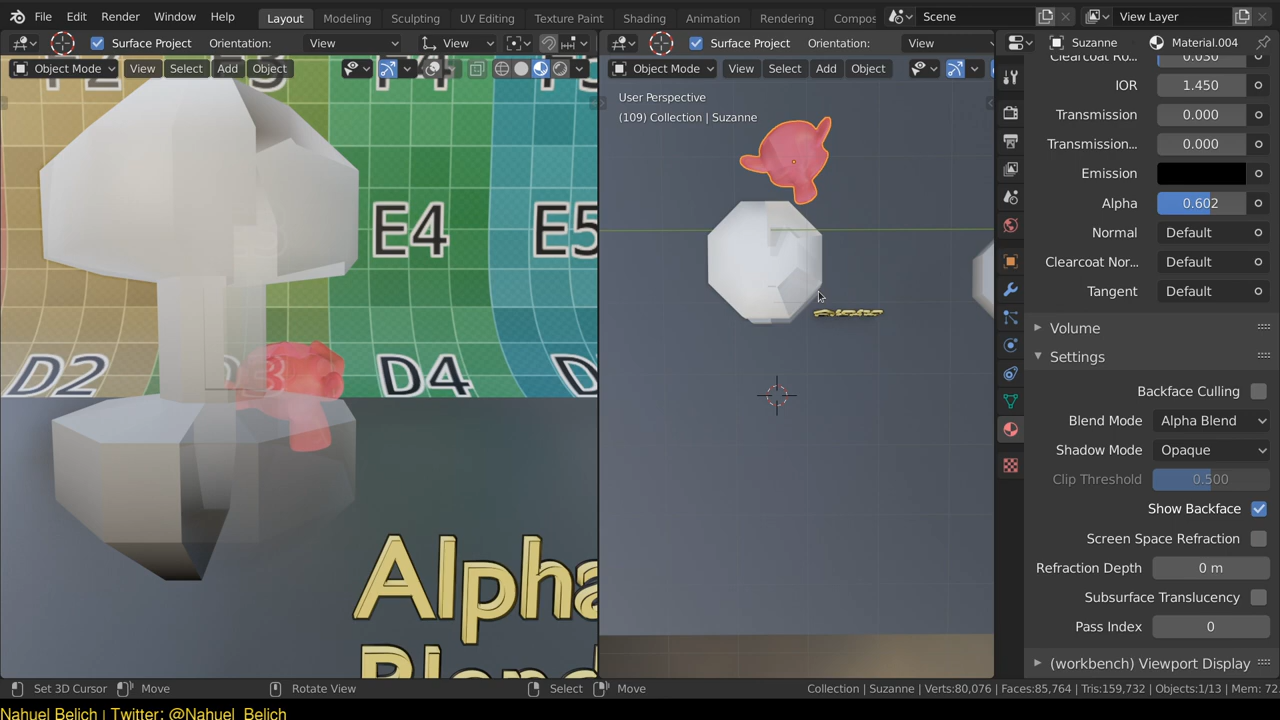 File Edit Render Window Help Layout Modeling Sculpting UV Editing Texture Paint Shading Animation Rendering Compos Scene View Layer
Surface Project Orientation: View View Surface Project Orientation: View Suzanne Material.004
Object Mode View Select Add Object Object Mode View Select Add Object
User Perspective
(109) Collection | Suzanne
E4 E5
D2 D3 D4 D
Alpha
Blend
Clearcoat Ro... 0.030
IOR 1.450
Transmission 0.000
Transmission... 0.000
Emission
Alpha 0.602
Normal Default
Clearcoat Nor... Default
Tangent Default
Volume
Settings
Backface Culling
Blend Mode Alpha Blend
Shadow Mode Opaque
Clip Threshold 0.500
Show Backface
Screen Space Refraction
Refraction Depth 0 m
Subsurface Translucency
Pass Index 0
(workbench) Viewport Display
Set 3D Cursor Move Rotate View Select Move Collection | Suzanne | Verts:80,076 | Faces:85,764 | Tris:159,732 | Objects:1/13 | Mem: 72.
Nahuel Belich | Twitter: @Nahuel_Belich